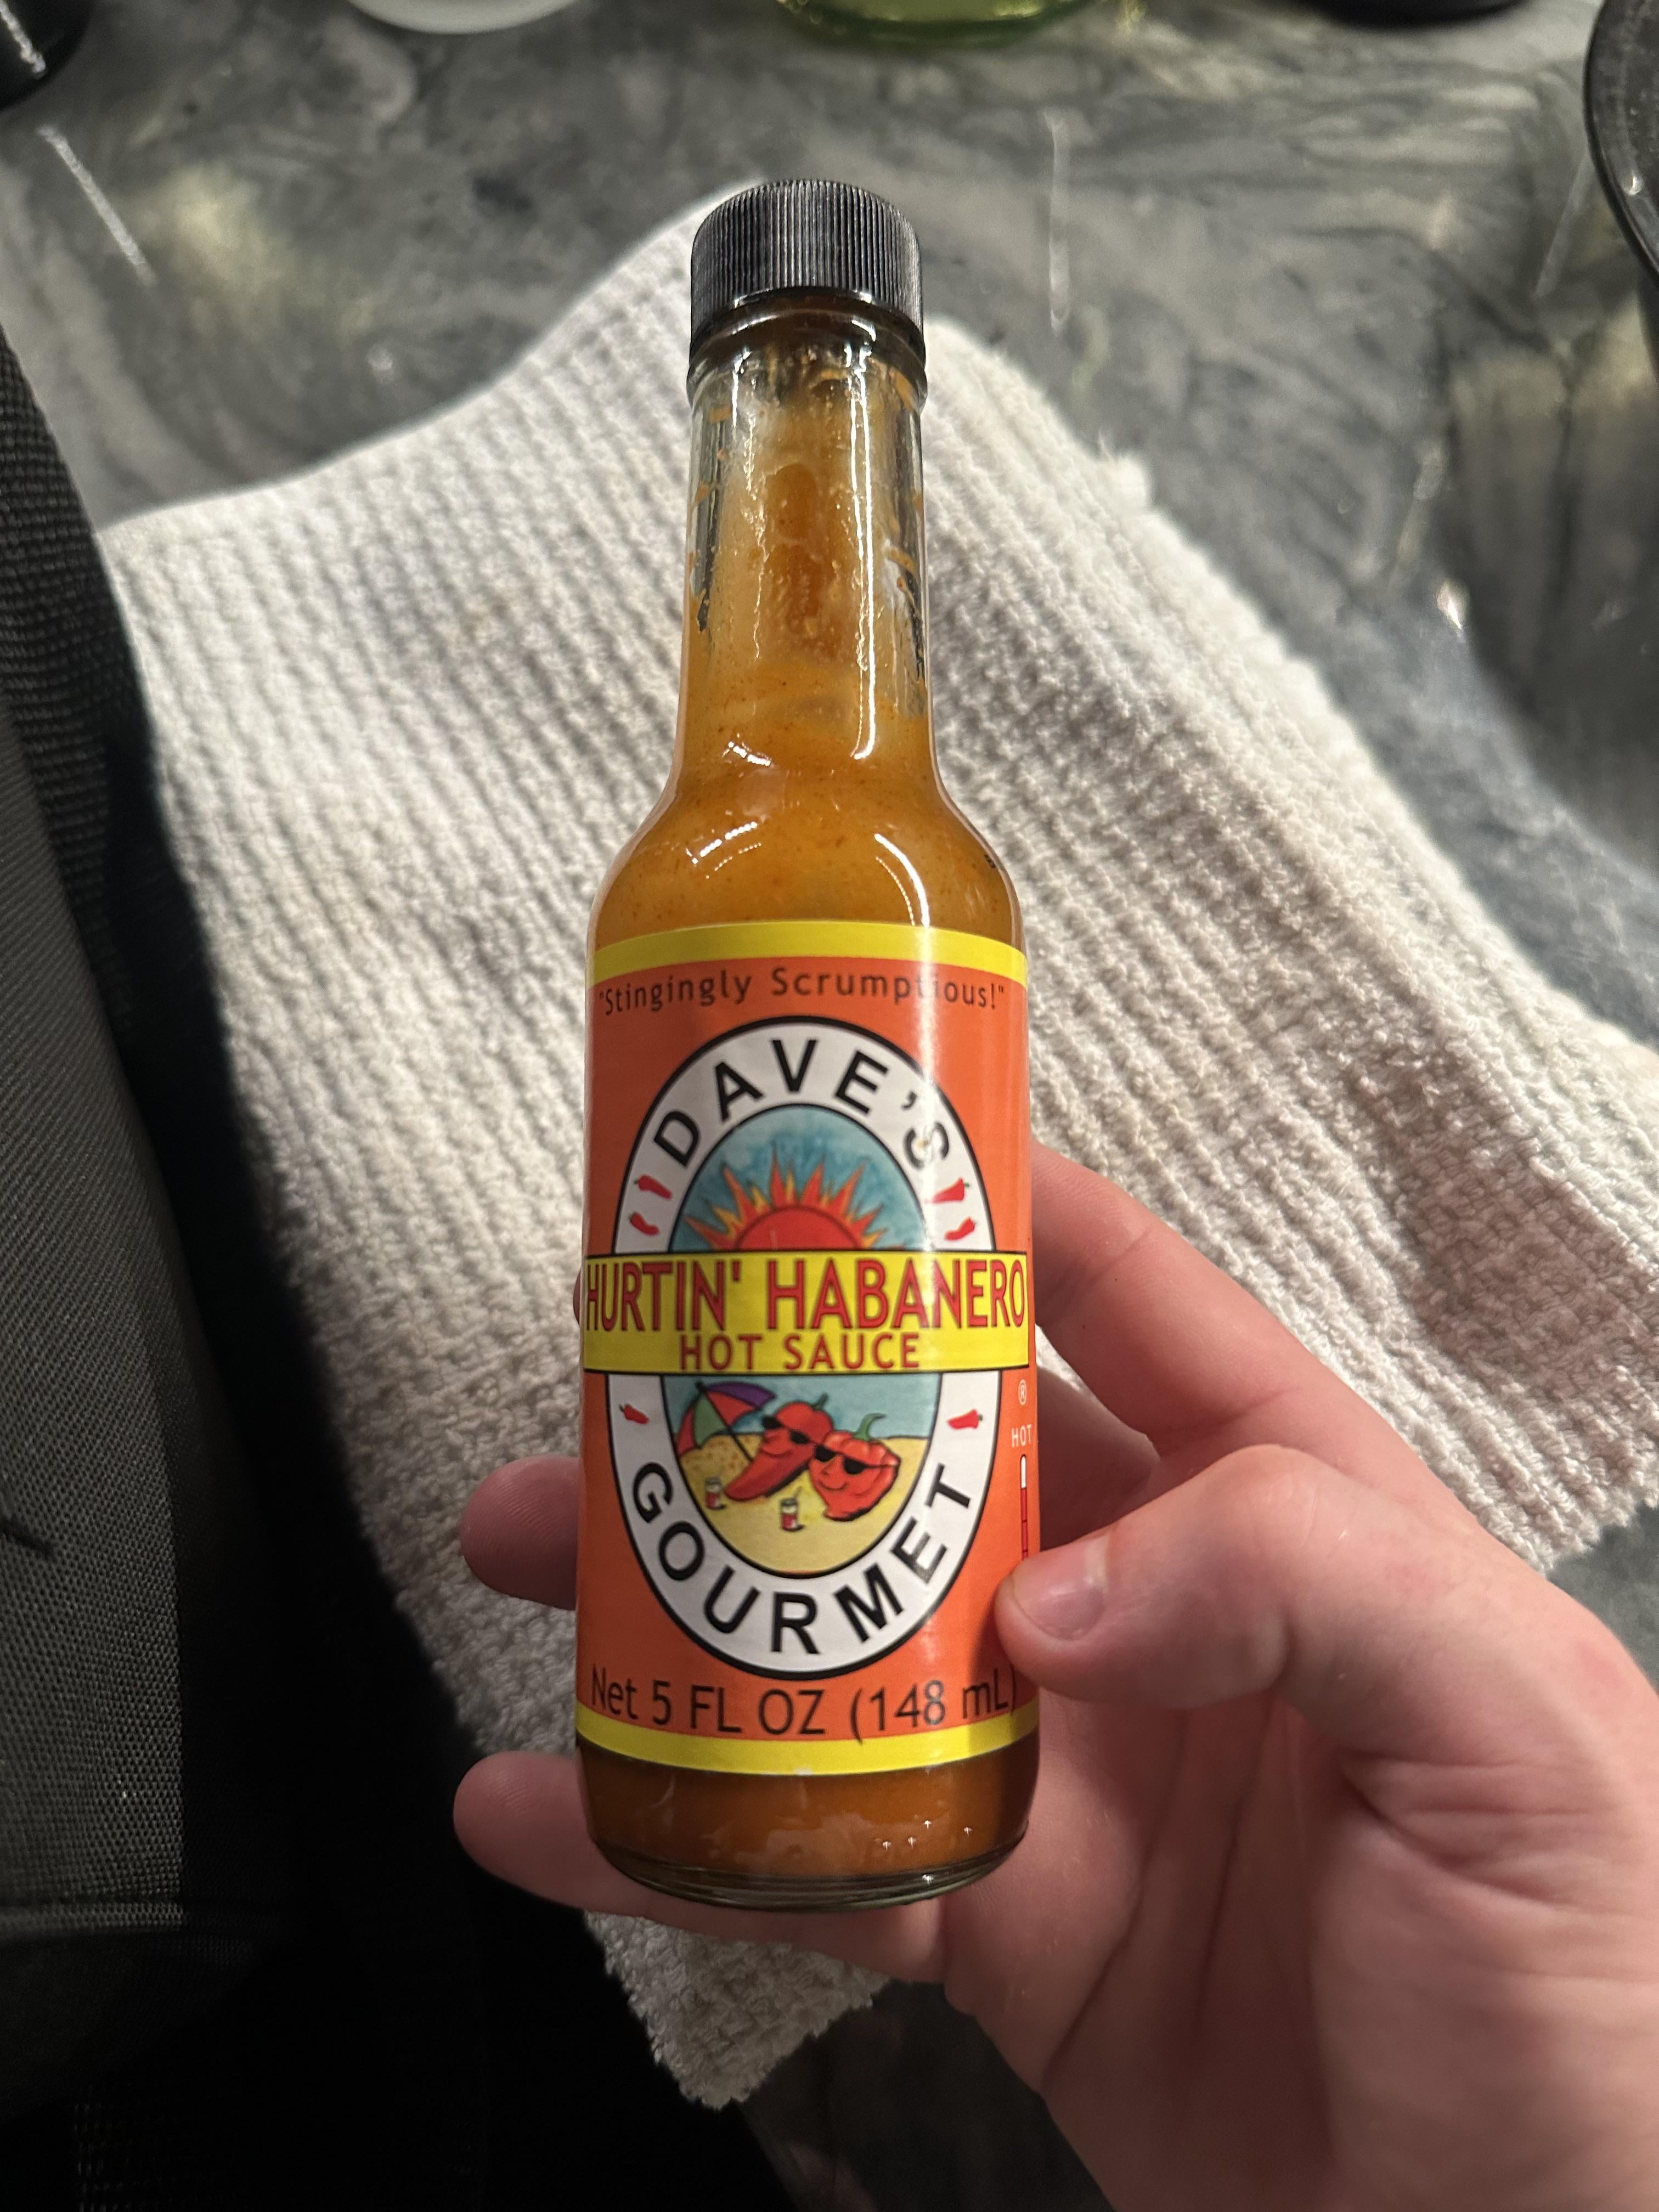 "Stingingly Scrumptious!"
DAVE'S
HURTIN' HABANERO
HOT SAUCE
®
HOT
GOURMET
Net 5 FL OZ (148 mL)